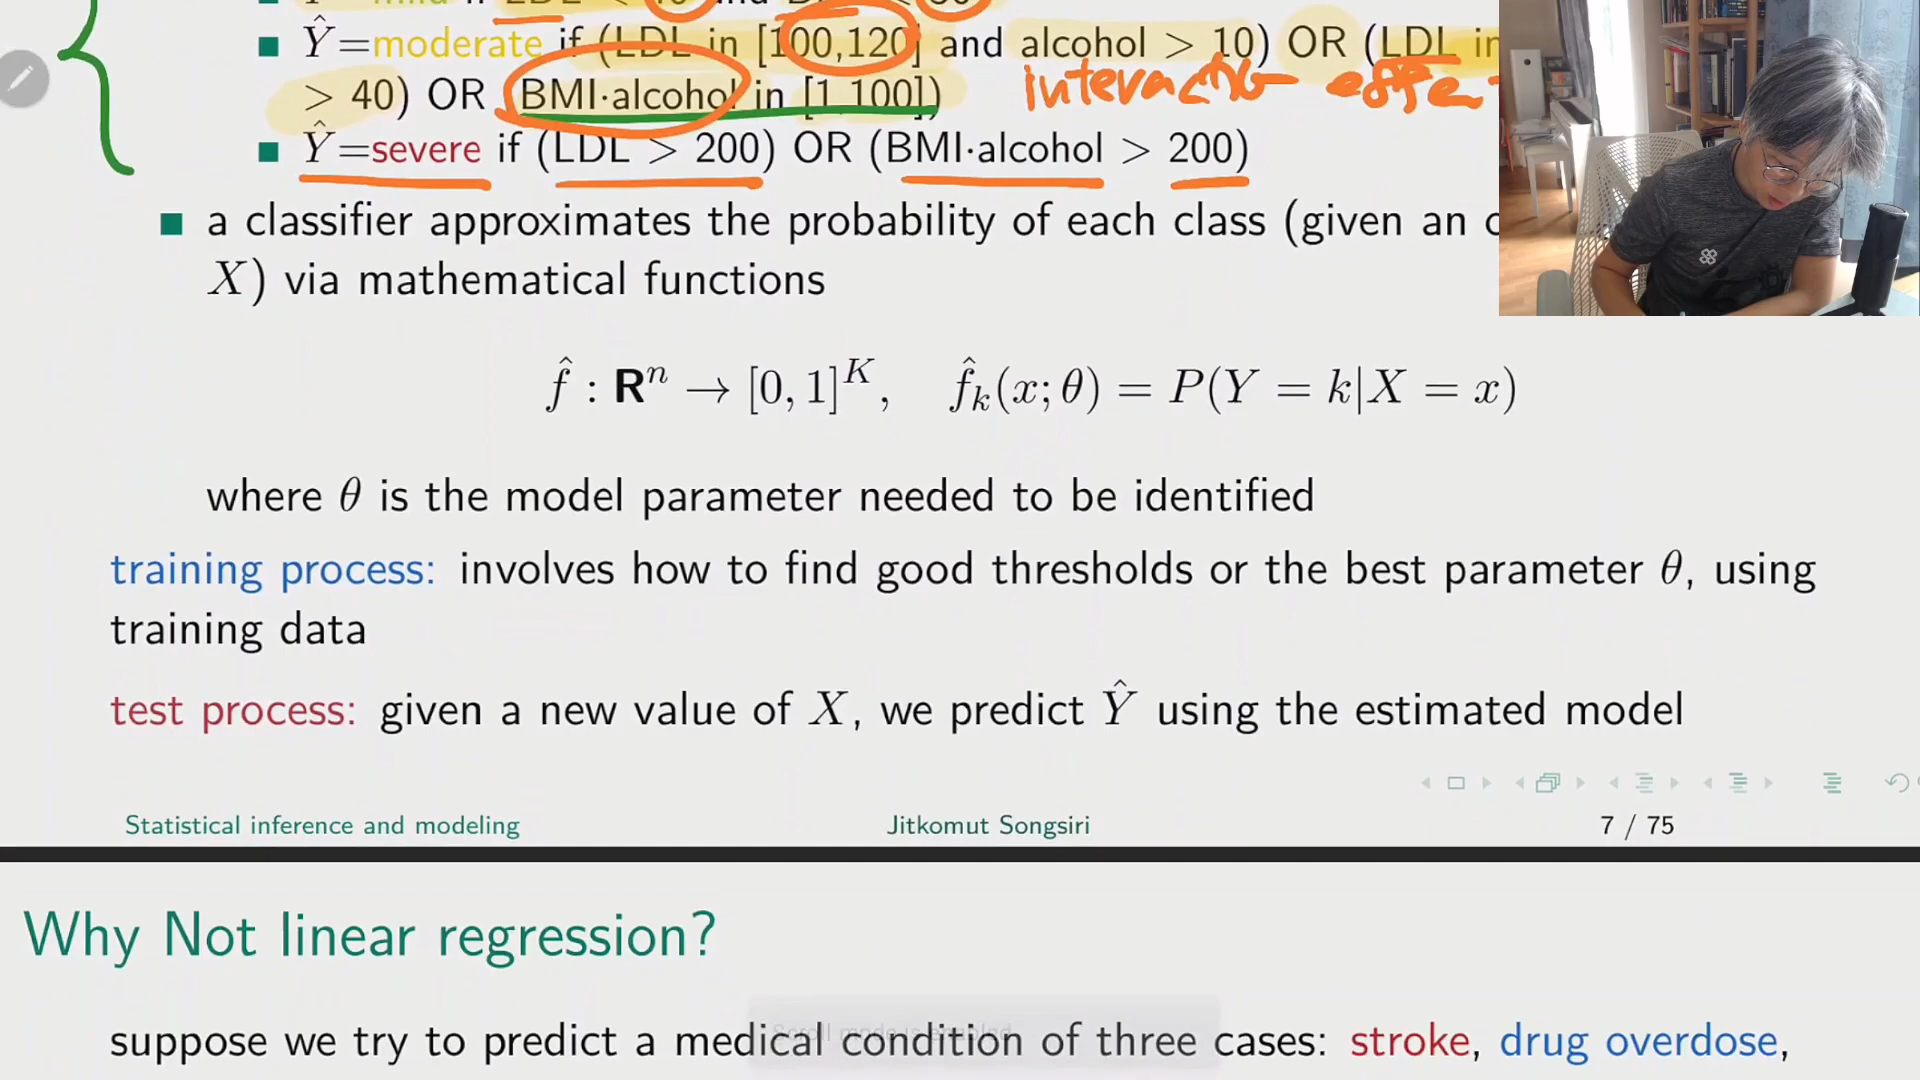 Ŷ=moderate if (LDL in [100,120] and alcohol > 10) OR (LDL in
> 40) OR (BMI·alcohol in [1,100])
interaction effe
Ŷ=severe if (LDL > 200) OR (BMI·alcohol > 200)
a classifier approximates the probability of each class (given an
X) via mathematical functions
f̂ : Rⁿ → [0, 1]ᴷ, f̂ₖ(x; θ) = P(Y = k|X = x)
where θ is the model parameter needed to be identified
training process: involves how to find good thresholds or the best parameter θ, using
training data
test process: given a new value of X, we predict Ŷ using the estimated model
Statistical inference and modeling Jitkomut Songsiri 7 / 75
Why Not linear regression?
suppose we try to predict a medical condition of three cases: stroke, drug overdose,
Scroll mode is enabled